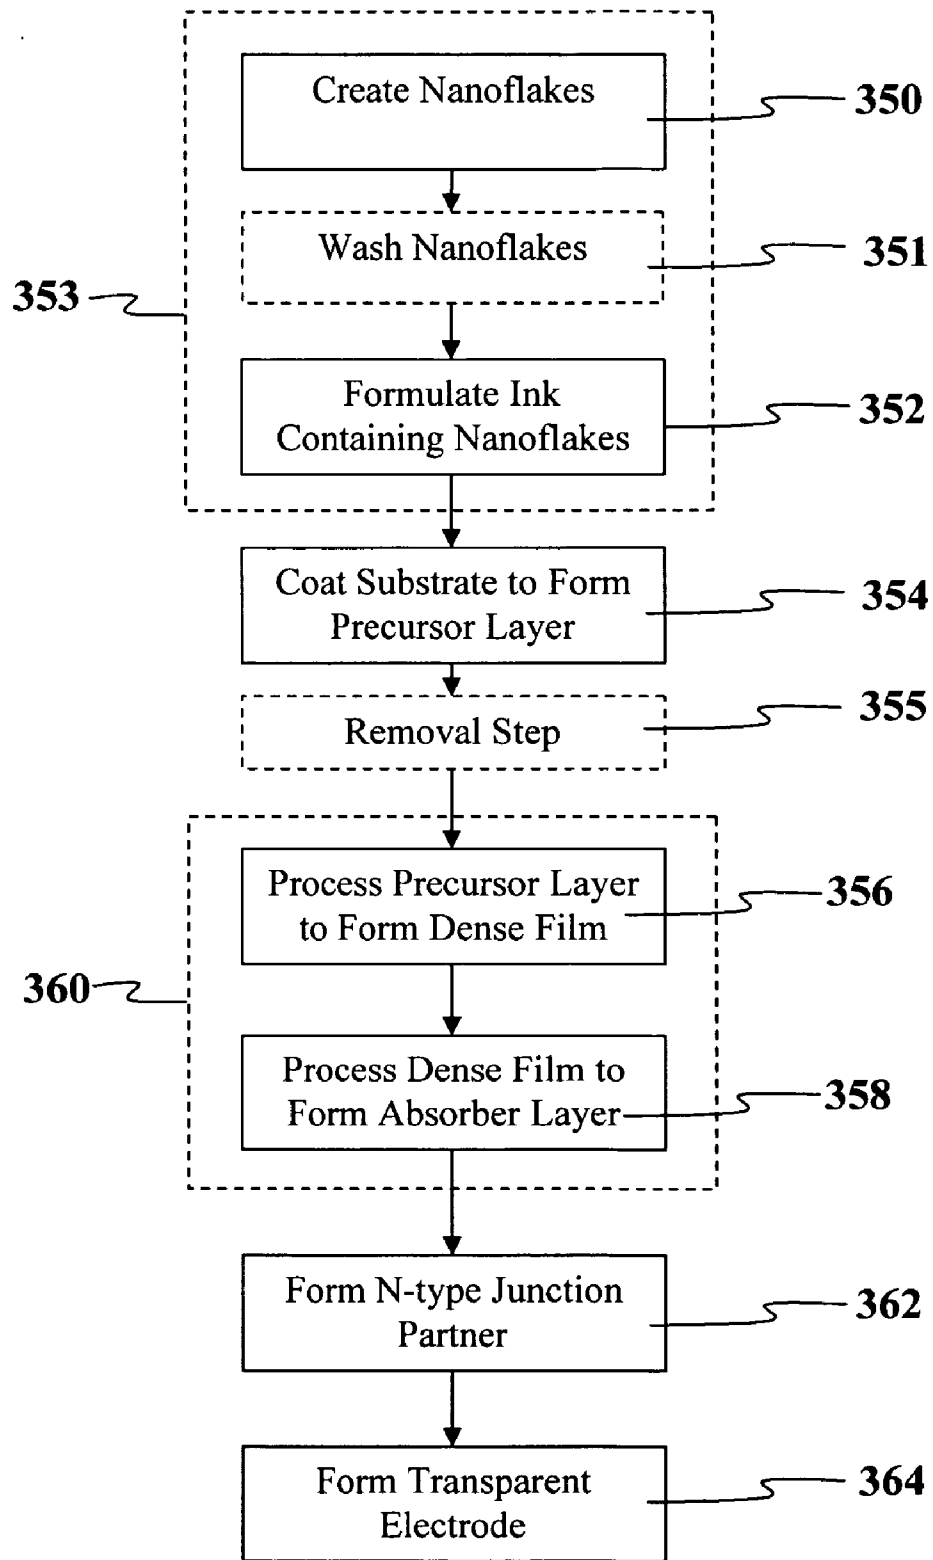 Create Nanoflakes
350
Wash Nanoflakes
351
353
Formulate Ink
Containing Nanoflakes
352
Coat Substrate to Form
Precursor Layer
354
Removal Step
355
Process Precursor Layer
to Form Dense Film
356
360
Process Dense Film to
Form Absorber Layer
358
Form N-type Junction
Partner
362
Form Transparent
Electrode
364